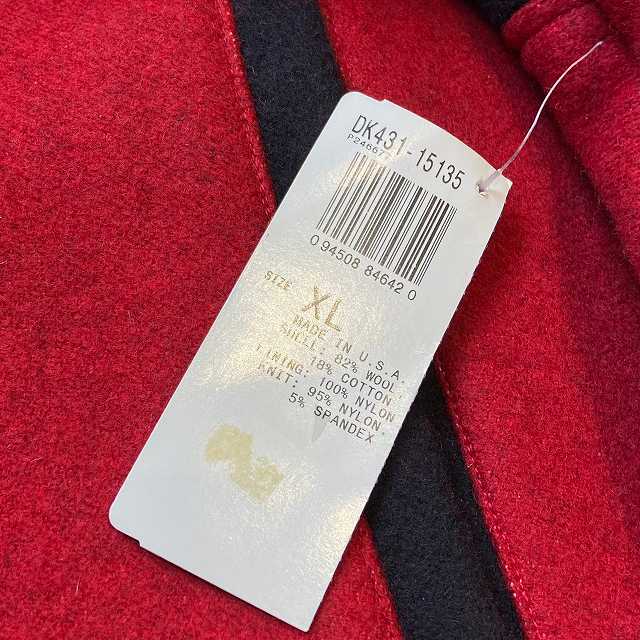 DK431-15135
P24667
0 94508 84642 0
SIZE XL
MADE IN U.S.A.
SHELL: 82% WOOL,
18% COTTON
LINING: 100% NYLON
KNIT: 95% NYLON,
5% SPANDEX